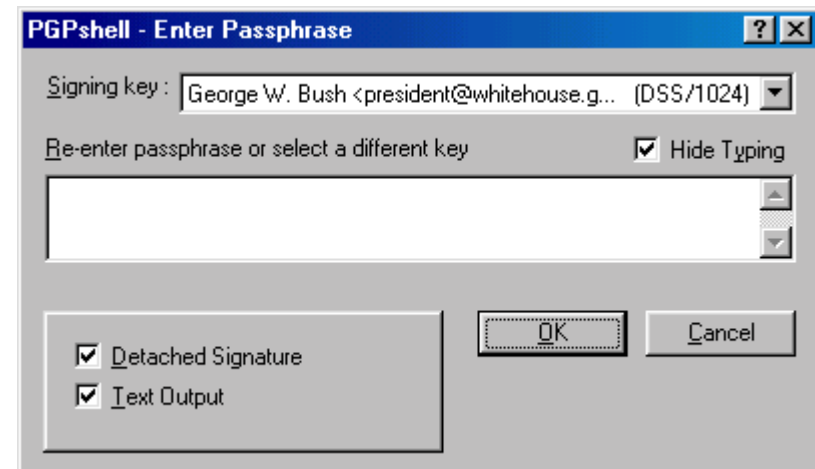 PGPshell - Enter Passphrase
Signing key : George W. Bush <president@whitehouse.g... (DSS/1024)
Re-enter passphrase or select a different key Hide Typing
OK Cancel
Detached Signature
Text Output